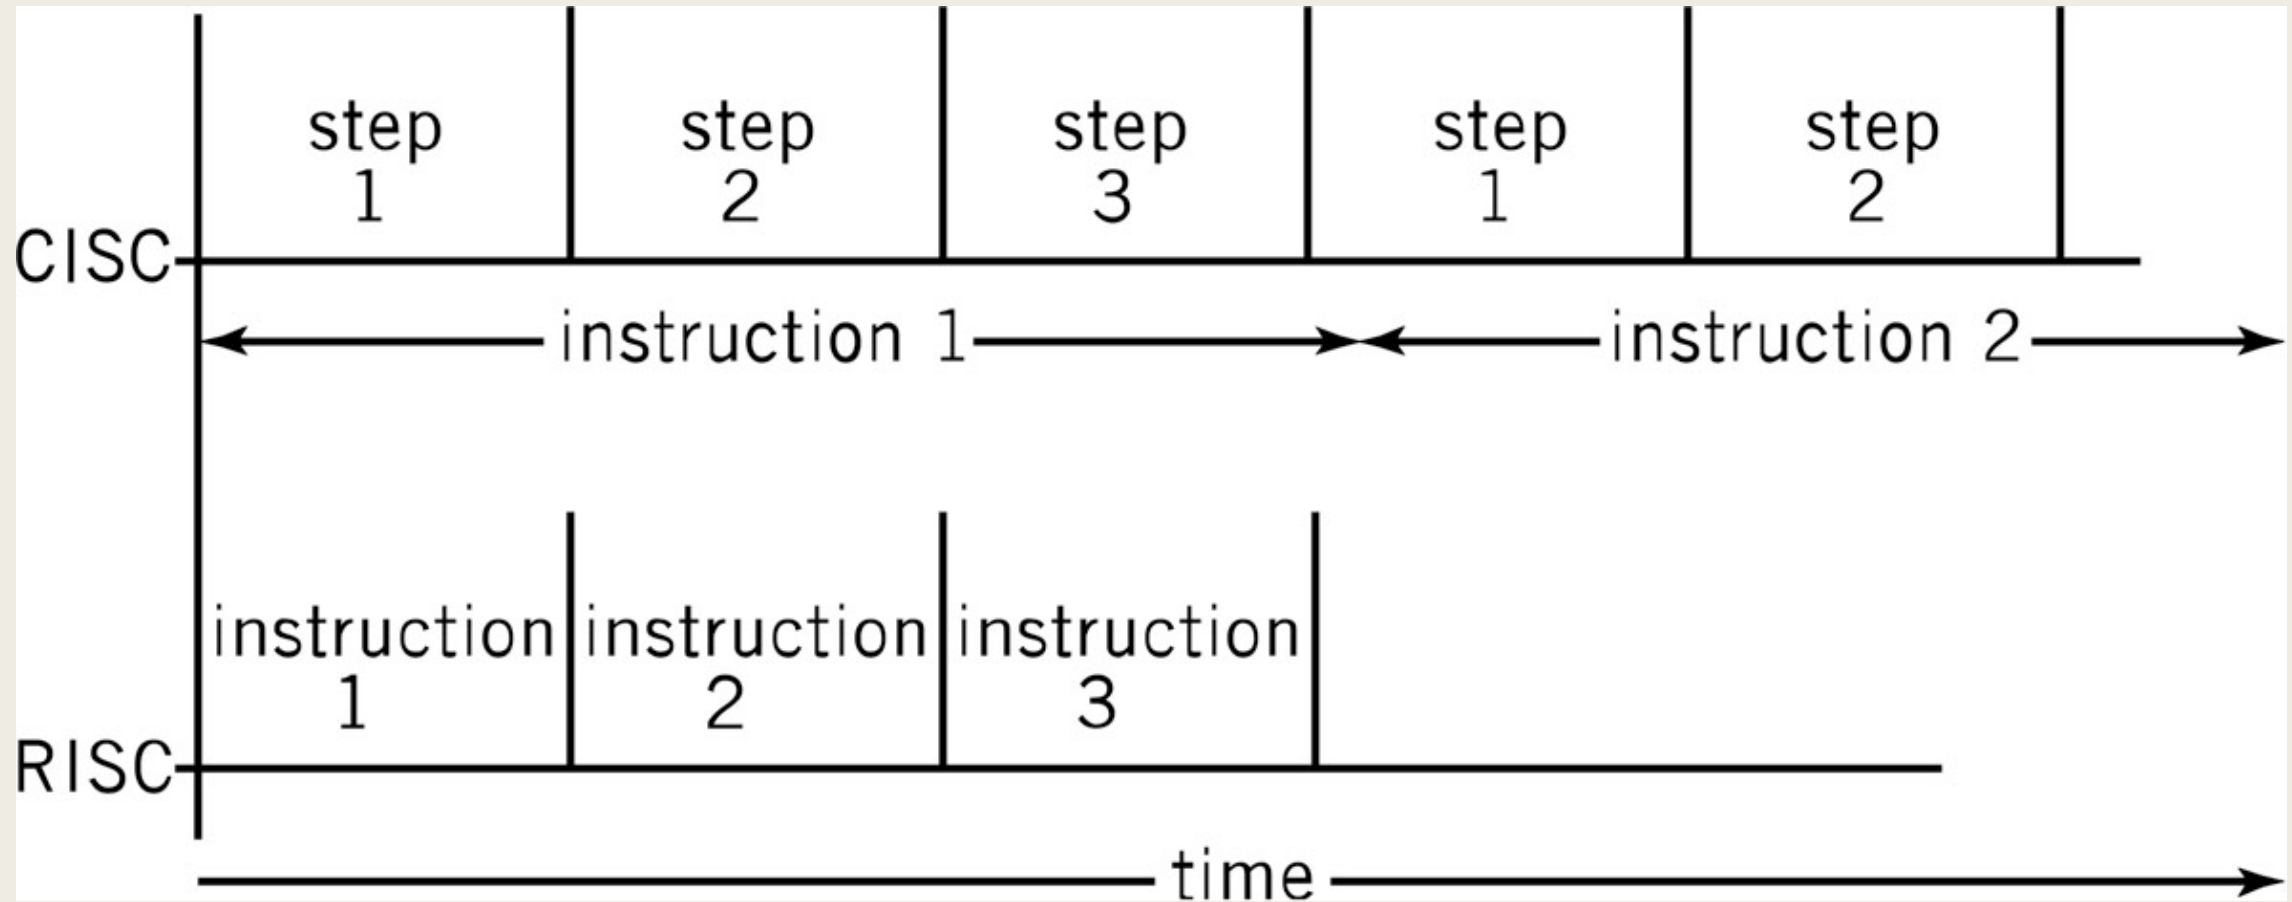 step step step step step
1 2 3 1 2
CISC
instruction 1 instruction 2
instruction instruction instruction
1 2 3
RISC
time